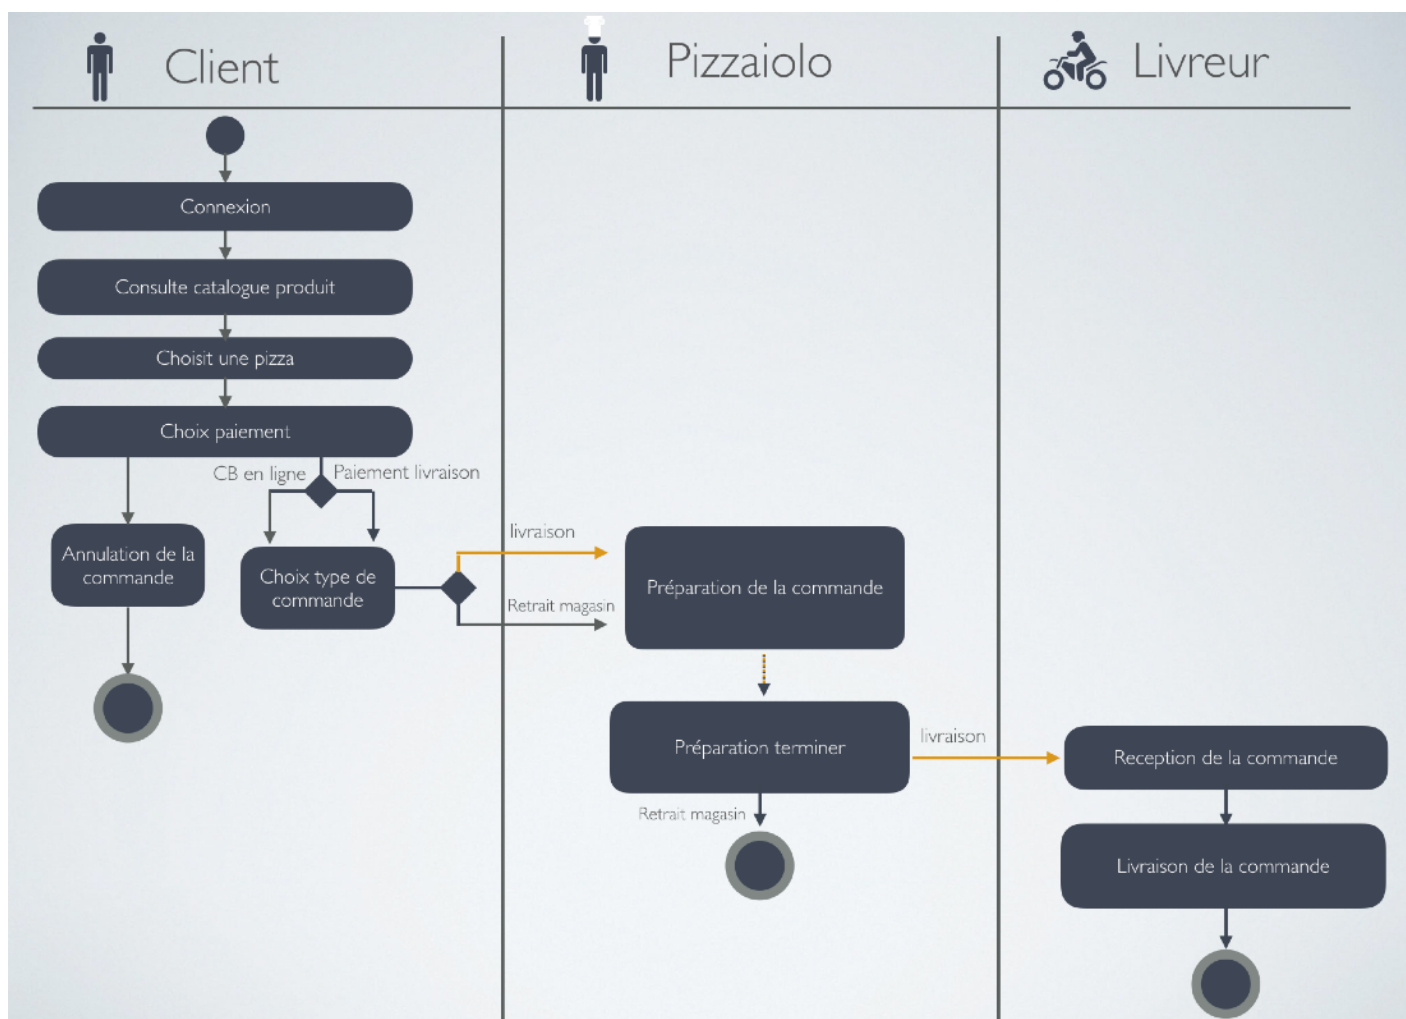 Client
Pizzaiolo
Livreur
Connexion
Consulte catalogue produit
Choisit une pizza
Choix paiement
CB en ligne
Paiement livraison
Annulation de la
commande
Choix type de
commande
livraison
Retrait magasin
Préparation de la commande
Préparation terminer
livraison
Retrait magasin
Reception de la commande
Livraison de la commande